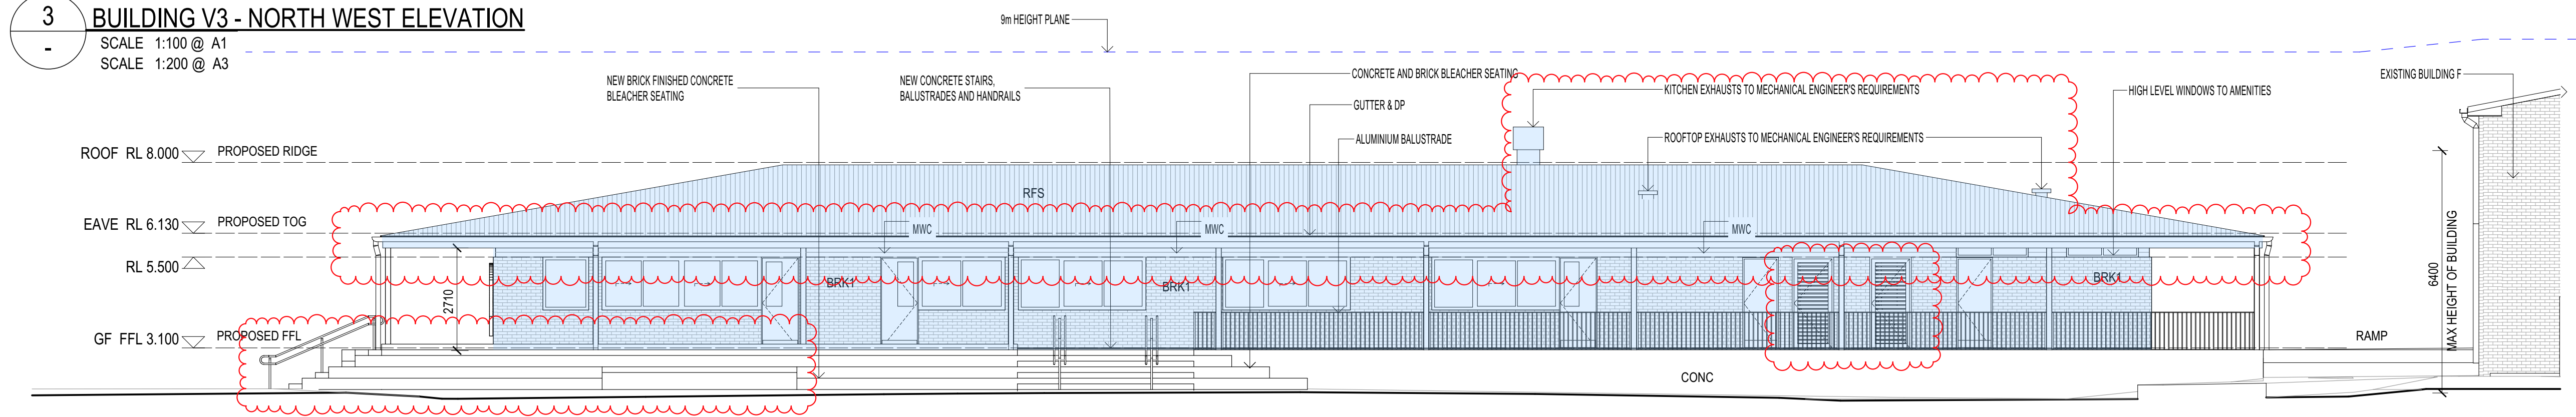 3
-
BUILDING V3 - NORTH WEST ELEVATION
SCALE 1:100 @ A1
SCALE 1:200 @ A3
9m HEIGHT PLANE
NEW BRICK FINISHED CONCRETE
BLEACHER SEATING
NEW CONCRETE STAIRS,
BALUSTRADES AND HANDRAILS
CONCRETE AND BRICK BLEACHER SEATING
GUTTER & DP
ALUMINIUM BALUSTRADE
KITCHEN EXHAUSTS TO MECHANICAL ENGINEER'S REQUIREMENTS
ROOFTOP EXHAUSTS TO MECHANICAL ENGINEER'S REQUIREMENTS
HIGH LEVEL WINDOWS TO AMENITIES
EXISTING BUILDING F
ROOF RL 8.000 PROPOSED RIDGE
RFS
EAVE RL 6.130 PROPOSED TOG
MWC
MWC
MWC
RL 5.500
BRK1
BRK1
BRK1
2710
6400
MAX HEIGHT OF BUILDING
GF FFL 3.100 PROPOSED FFL
RAMP
CONC